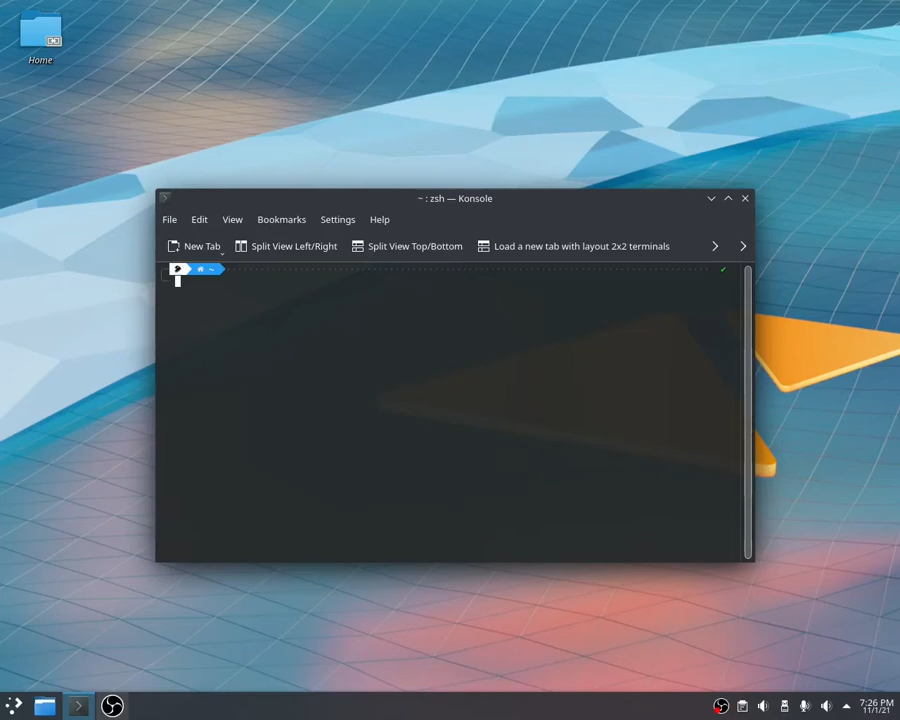 Home
~ : zsh — Konsole
File Edit View Bookmarks Settings Help
New Tab Split View Left/Right Split View Top/Bottom Load a new tab with layout 2x2 terminals
~
7:26 PM
11/1/21